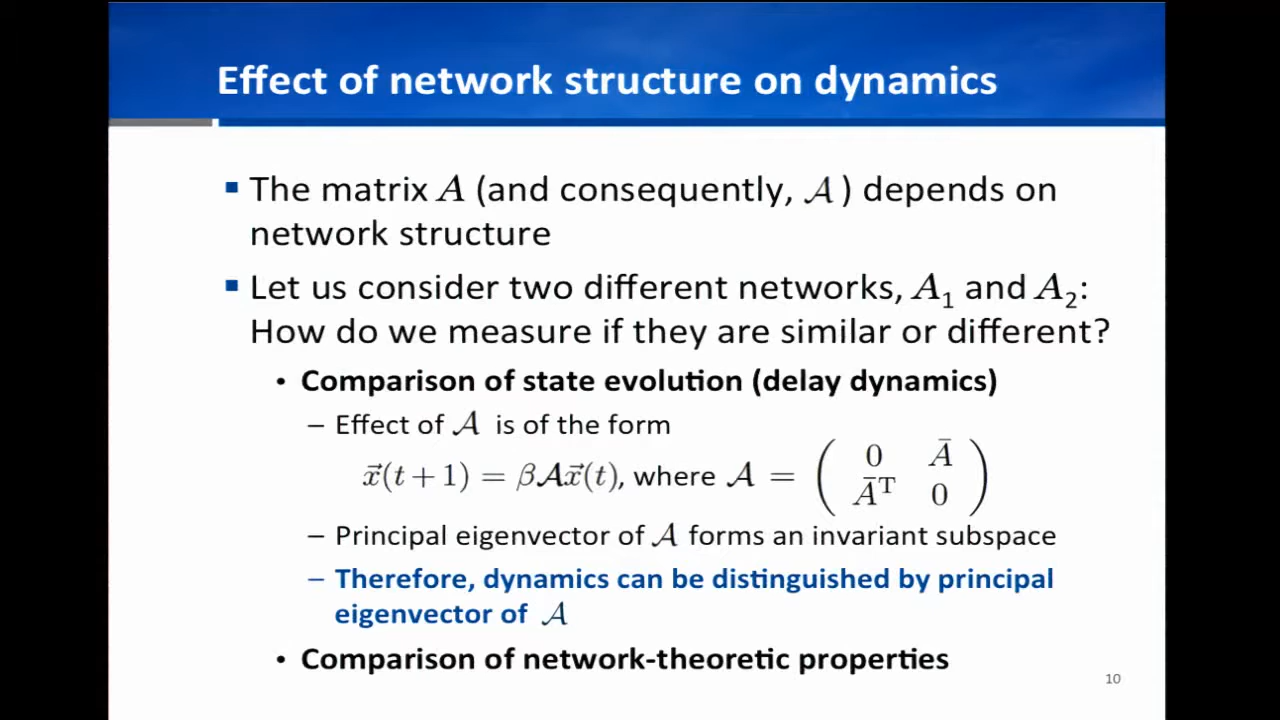 Effect of network structure on dynamics
▪ The matrix A (and consequently, 𝒜 ) depends on
network structure
▪ Let us consider two different networks, A₁ and A₂:
How do we measure if they are similar or different?
• Comparison of state evolution (delay dynamics)
– Effect of 𝒜 is of the form
x⃗(t + 1) = β𝒜x⃗(t), where 𝒜 = ( 0 Ā
Āᵀ 0 )
– Principal eigenvector of 𝒜 forms an invariant subspace
– Therefore, dynamics can be distinguished by principal
eigenvector of 𝒜
• Comparison of network-theoretic properties
10